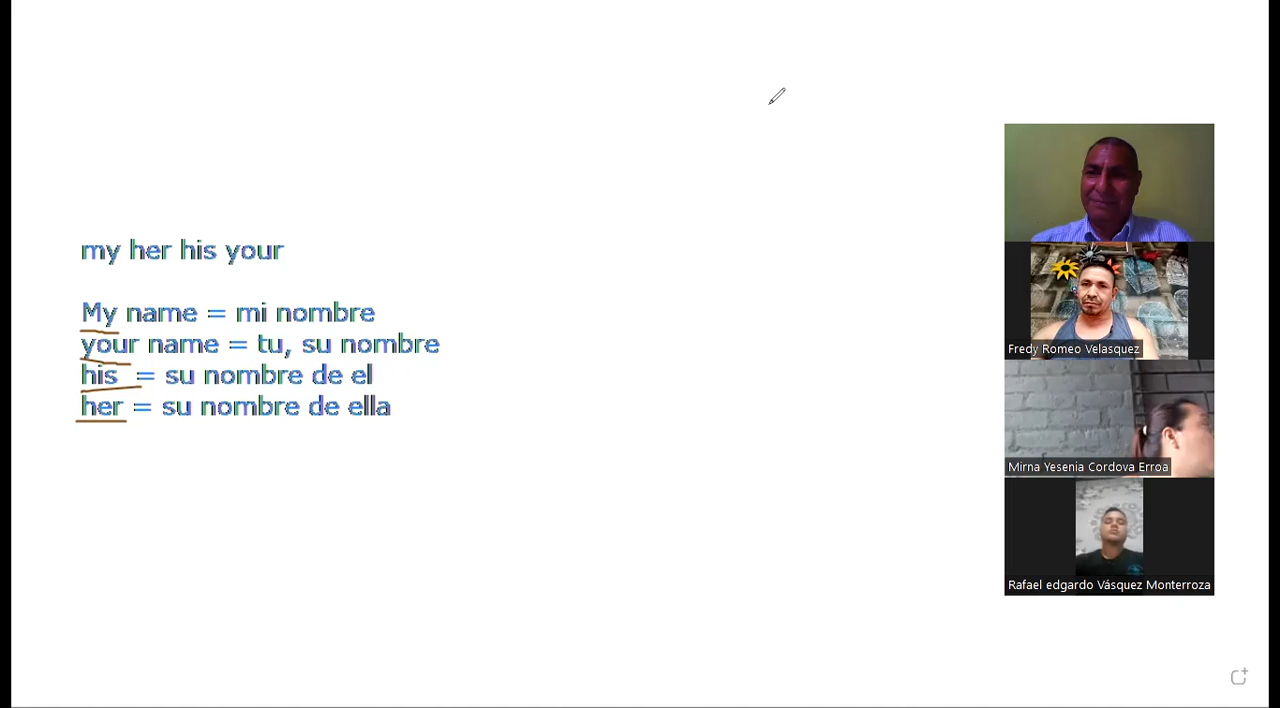 my her his your
My name = mi nombre
your name = tu, su nombre
his = su nombre de el
her = su nombre de ella
Fredy Romeo Velasquez
Mirna Yesenia Cordova Erroa
Rafael edgardo Vásquez Monterroza